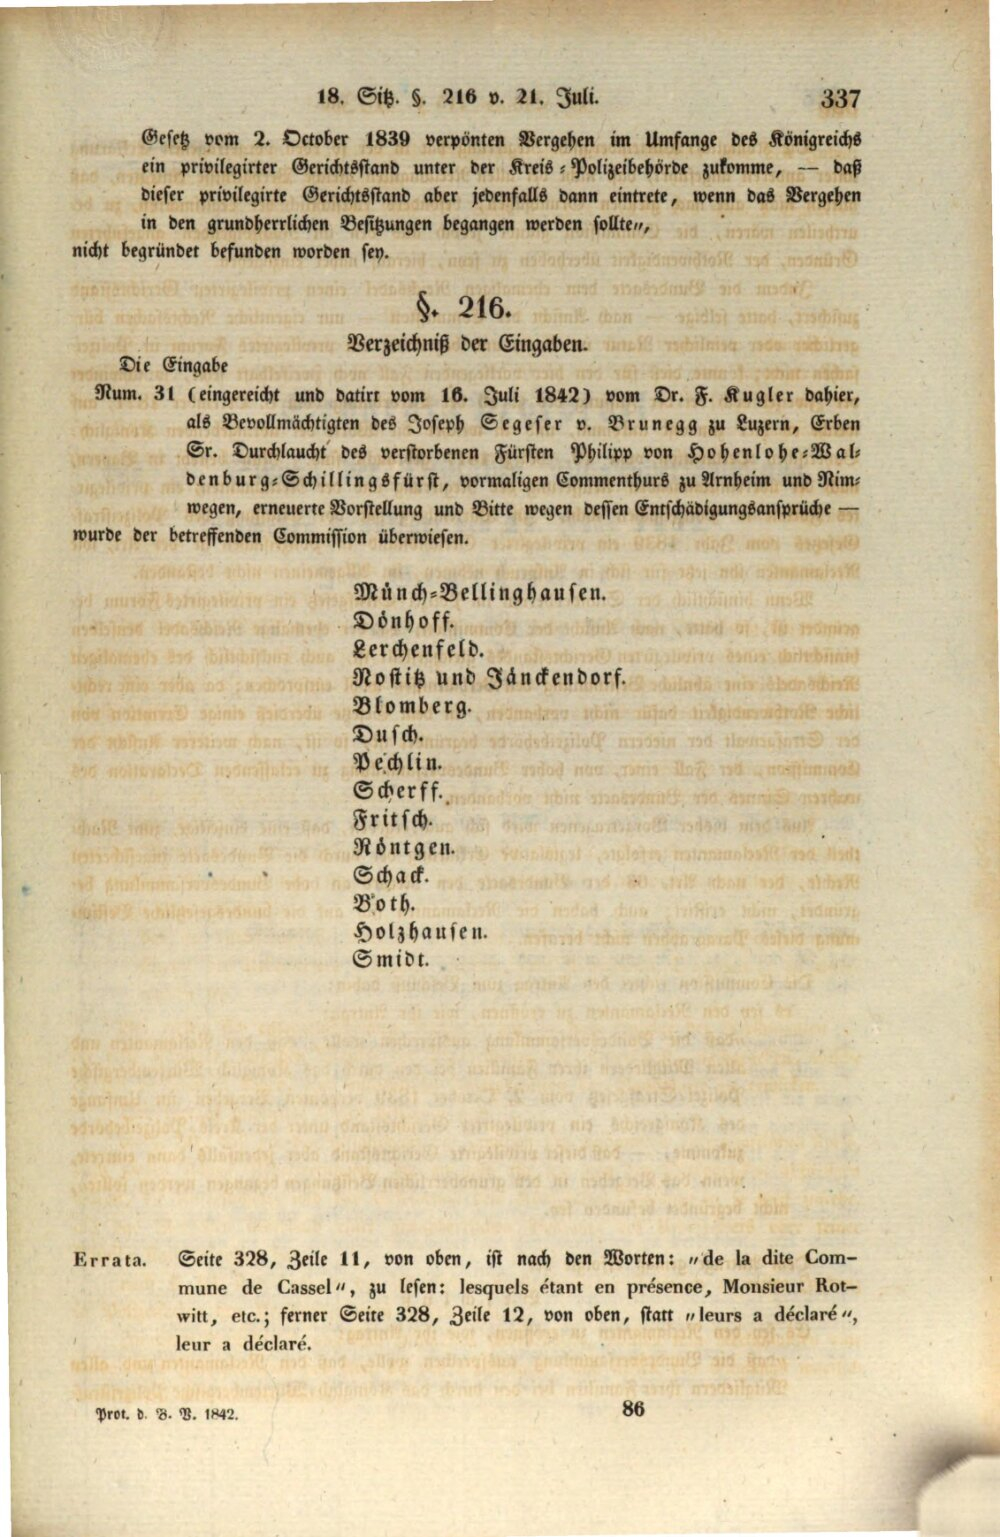 18. Sitz. §. 216 v. 21. Juli.
337
Gesetz vom 2. October 1839 verpönten Vergehen im Umfange des Königreichs
ein privilegirter Gerichtsstand unter der Kreis-Polizeibehörde zukomme, — daß
dieser privilegirte Gerichtsstand aber jedenfalls dann eintrete, wenn das Vergehen
in den grundherrlichen Besitzungen begangen werden sollte",
nicht begründet befunden worden sey.
§. 216.
Verzeichniß der Eingaben.
Die Eingabe
Num. 31 (eingereicht und datirt vom 16. Juli 1842) vom Dr. F. Kugler dahier,
als Bevollmächtigten des Joseph Segeser v. Brunegg zu Luzern, Erben
Sr. Durchlaucht des verstorbenen Fürsten Philipp von Hohenlohe-Wal-
denburg-Schillingsfürst, vormaligen Commenthurs zu Arnheim und Nim-
wegen, erneuerte Vorstellung und Bitte wegen dessen Entschädigungsansprüche —
wurde der betreffenden Commission überwiesen.
Münch-Bellinghausen.
Dönhoff.
Lerchenfeld.
Nostitz und Jänckendorf.
Blomberg.
Dusch.
Pechlin.
Scherff.
Fritsch.
Röntgen.
Schack.
Both.
Holzhausen.
Smidt.
Errata. Seite 328, Zeile 11, von oben, ist nach den Worten: "de la dite Com-
mune de Cassel", zu lesen: lesquels étant en présence, Monsieur Rot-
witt, etc.; ferner Seite 328, Zeile 12, von oben, statt "leurs a déclaré",
leur a déclaré.
Prot. d. B. V. 1842.
86